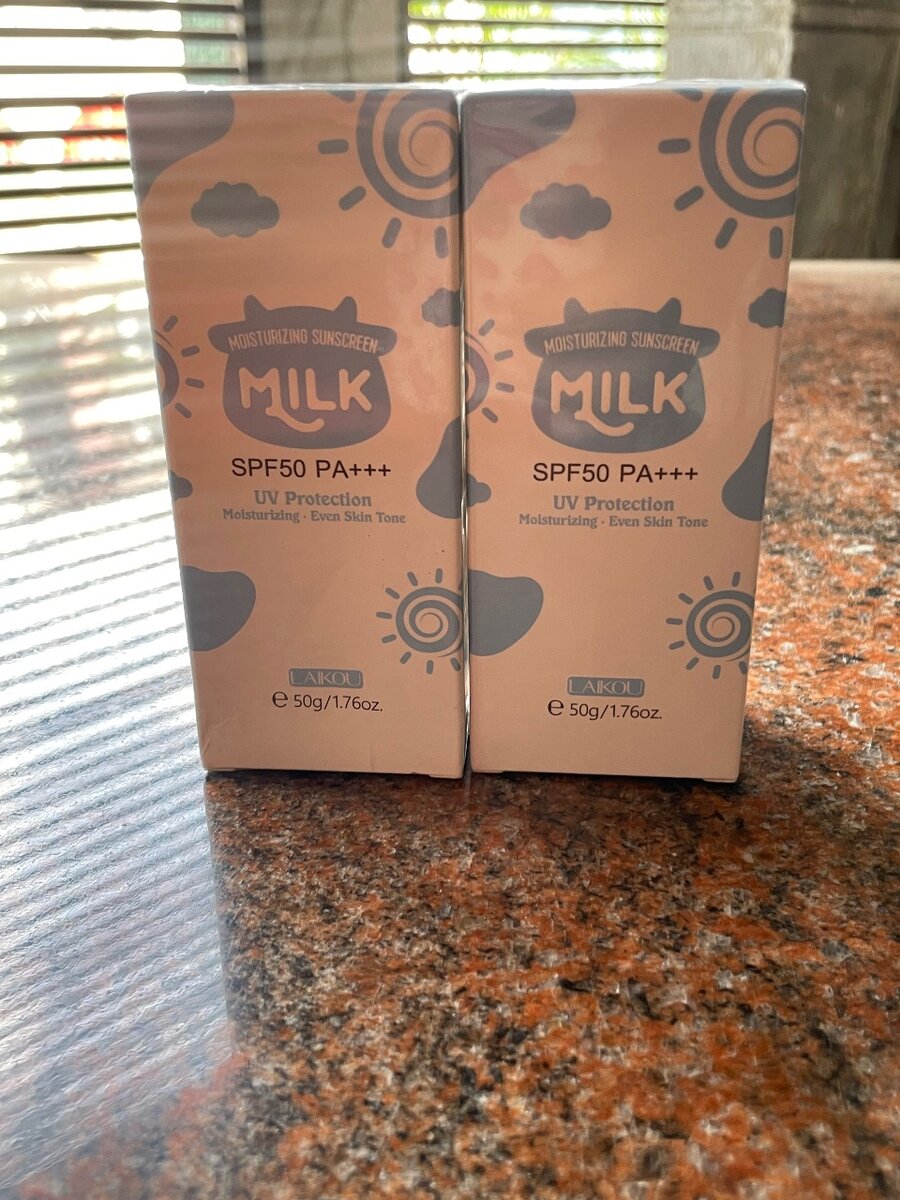 MOISTURIZING SUNSCREEN
MILK
SPF50 PA+++
UV Protection
Moisturizing · Even Skin Tone
LAIKOU
℮ 50g/1.76oz.
MOISTURIZING SUNSCREEN
MILK
SPF50 PA+++
UV Protection
Moisturizing · Even Skin Tone
LAIKOU
℮ 50g/1.76oz.